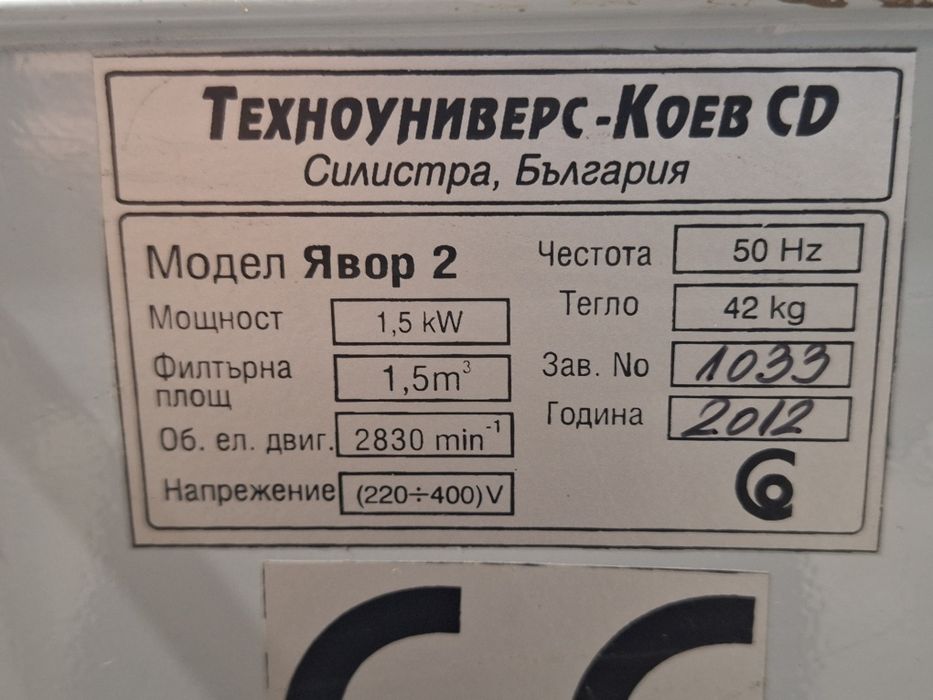 Техноуниверс-Коев CD
Силистра, България
Модел Явор 2
Мощност 1,5 kW
Филтърна площ 1,5m³
Об. ел. двиг. 2830 min⁻¹
Напрежение (220÷400)V
Честота 50 Hz
Тегло 42 kg
Зав. No 1033
Година 2012
CE